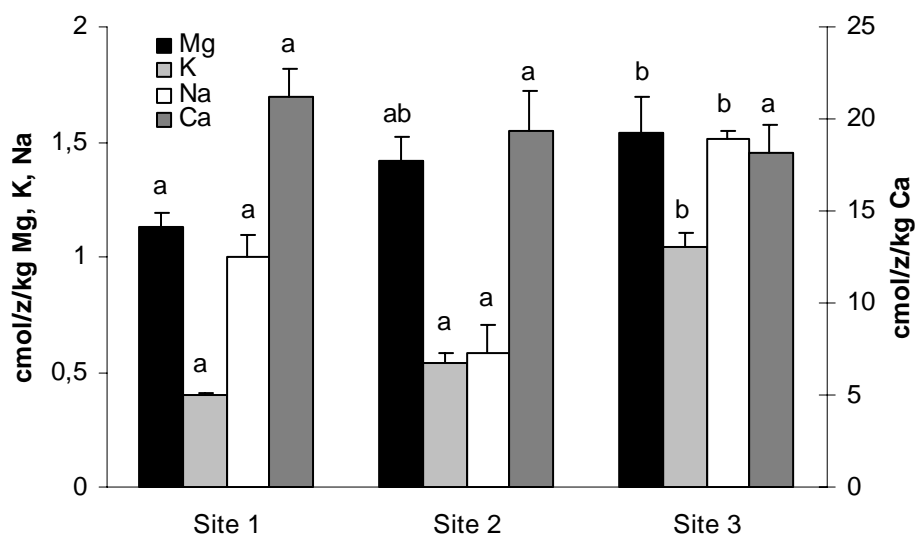 2
1,5
1
0,5
0
cmol/z/kg Mg, K, Na
Mg
K
Na
Ca
a
a
a
a
ab
a
a
a
b
b
b
a
25
20
15
10
5
0
cmol/z/kg Ca
Site 1
Site 2
Site 3